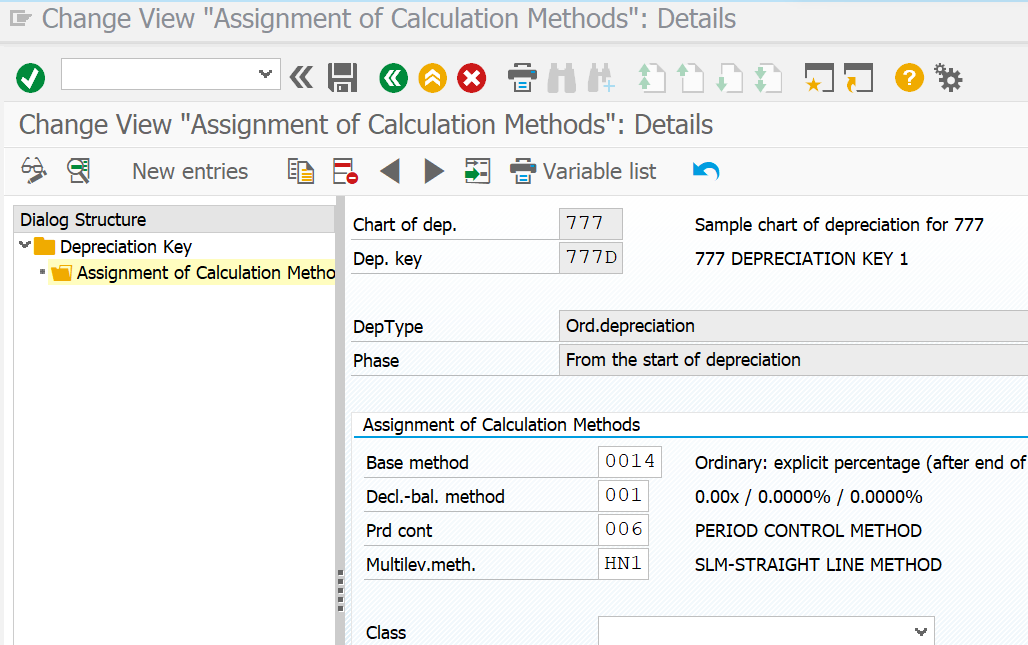 Change View "Assignment of Calculation Methods": Details
Change View "Assignment of Calculation Methods": Details
New entries Variable list
Dialog Structure
Depreciation Key
Assignment of Calculation Metho
Chart of dep. 777 Sample chart of depreciation for 777
Dep. key 777D 777 DEPRECIATION KEY 1
DepType Ord.depreciation
Phase From the start of depreciation
Assignment of Calculation Methods
Base method 0014 Ordinary: explicit percentage (after end of
Decl.-bal. method 001 0.00x / 0.0000% / 0.0000%
Prd cont 006 PERIOD CONTROL METHOD
Multilev.meth. HN1 SLM-STRAIGHT LINE METHOD
Class